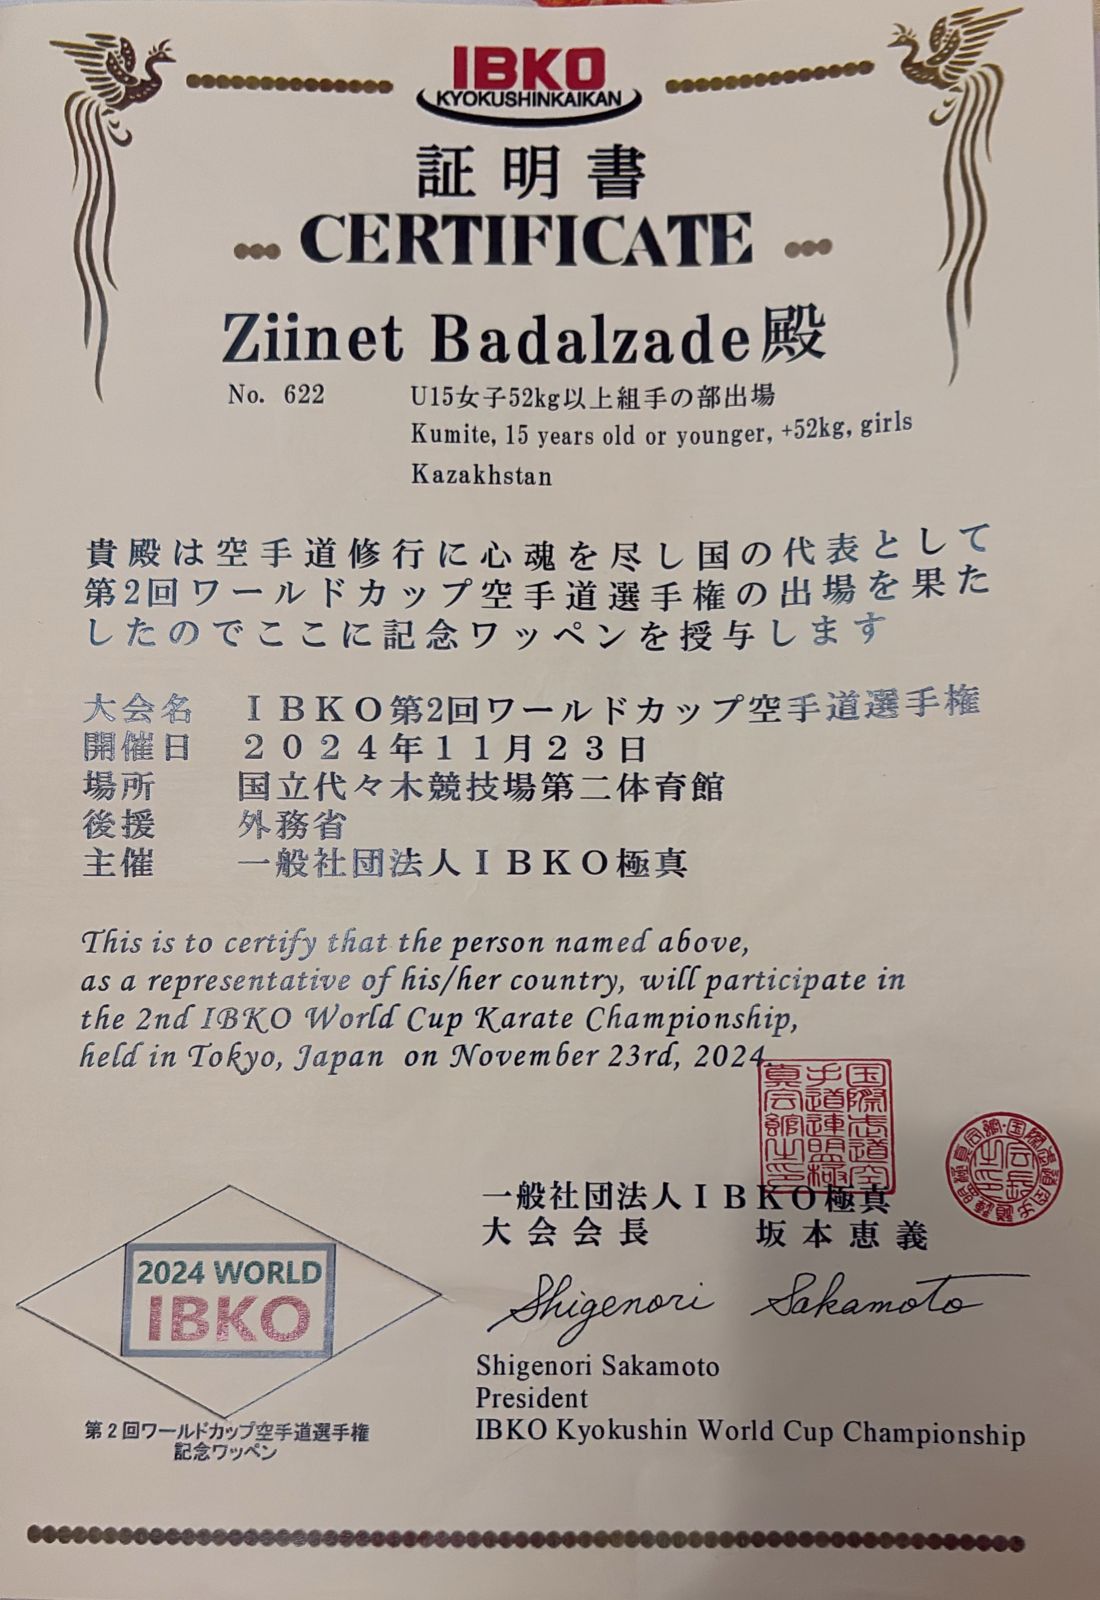 IBKO
KYOKUSHINKAIKAN
証明書
CERTIFICATE
Ziinet Badalzade殿
No. 622
U15女子52kg以上組手の部出場
Kumite, 15 years old or younger, +52kg, girls
Kazakhstan
貴殿は空手道修行に心魂を尽し国の代表として
第2回ワールドカップ空手道選手権の出場を果た
したのでここに記念ワッペンを授与します
大会名 IBKO第2回ワールドカップ空手道選手権
開催日 2024年11月23日
場所 国立代々木競技場第二体育館
後援 外務省
主催 一般社団法人IBKO極真
This is to certify that the person named above,
as a representative of his/her country, will participate in
the 2nd IBKO World Cup Karate Championship,
held in Tokyo, Japan on November 23rd, 2024.
一般社団法人IBKO極真
大会会長 坂本恵義
Shigenori Sakamoto
Shigenori Sakamoto
President
IBKO Kyokushin World Cup Championship
2024 WORLD
IBKO
第2回ワールドカップ空手道選手権
記念ワッペン